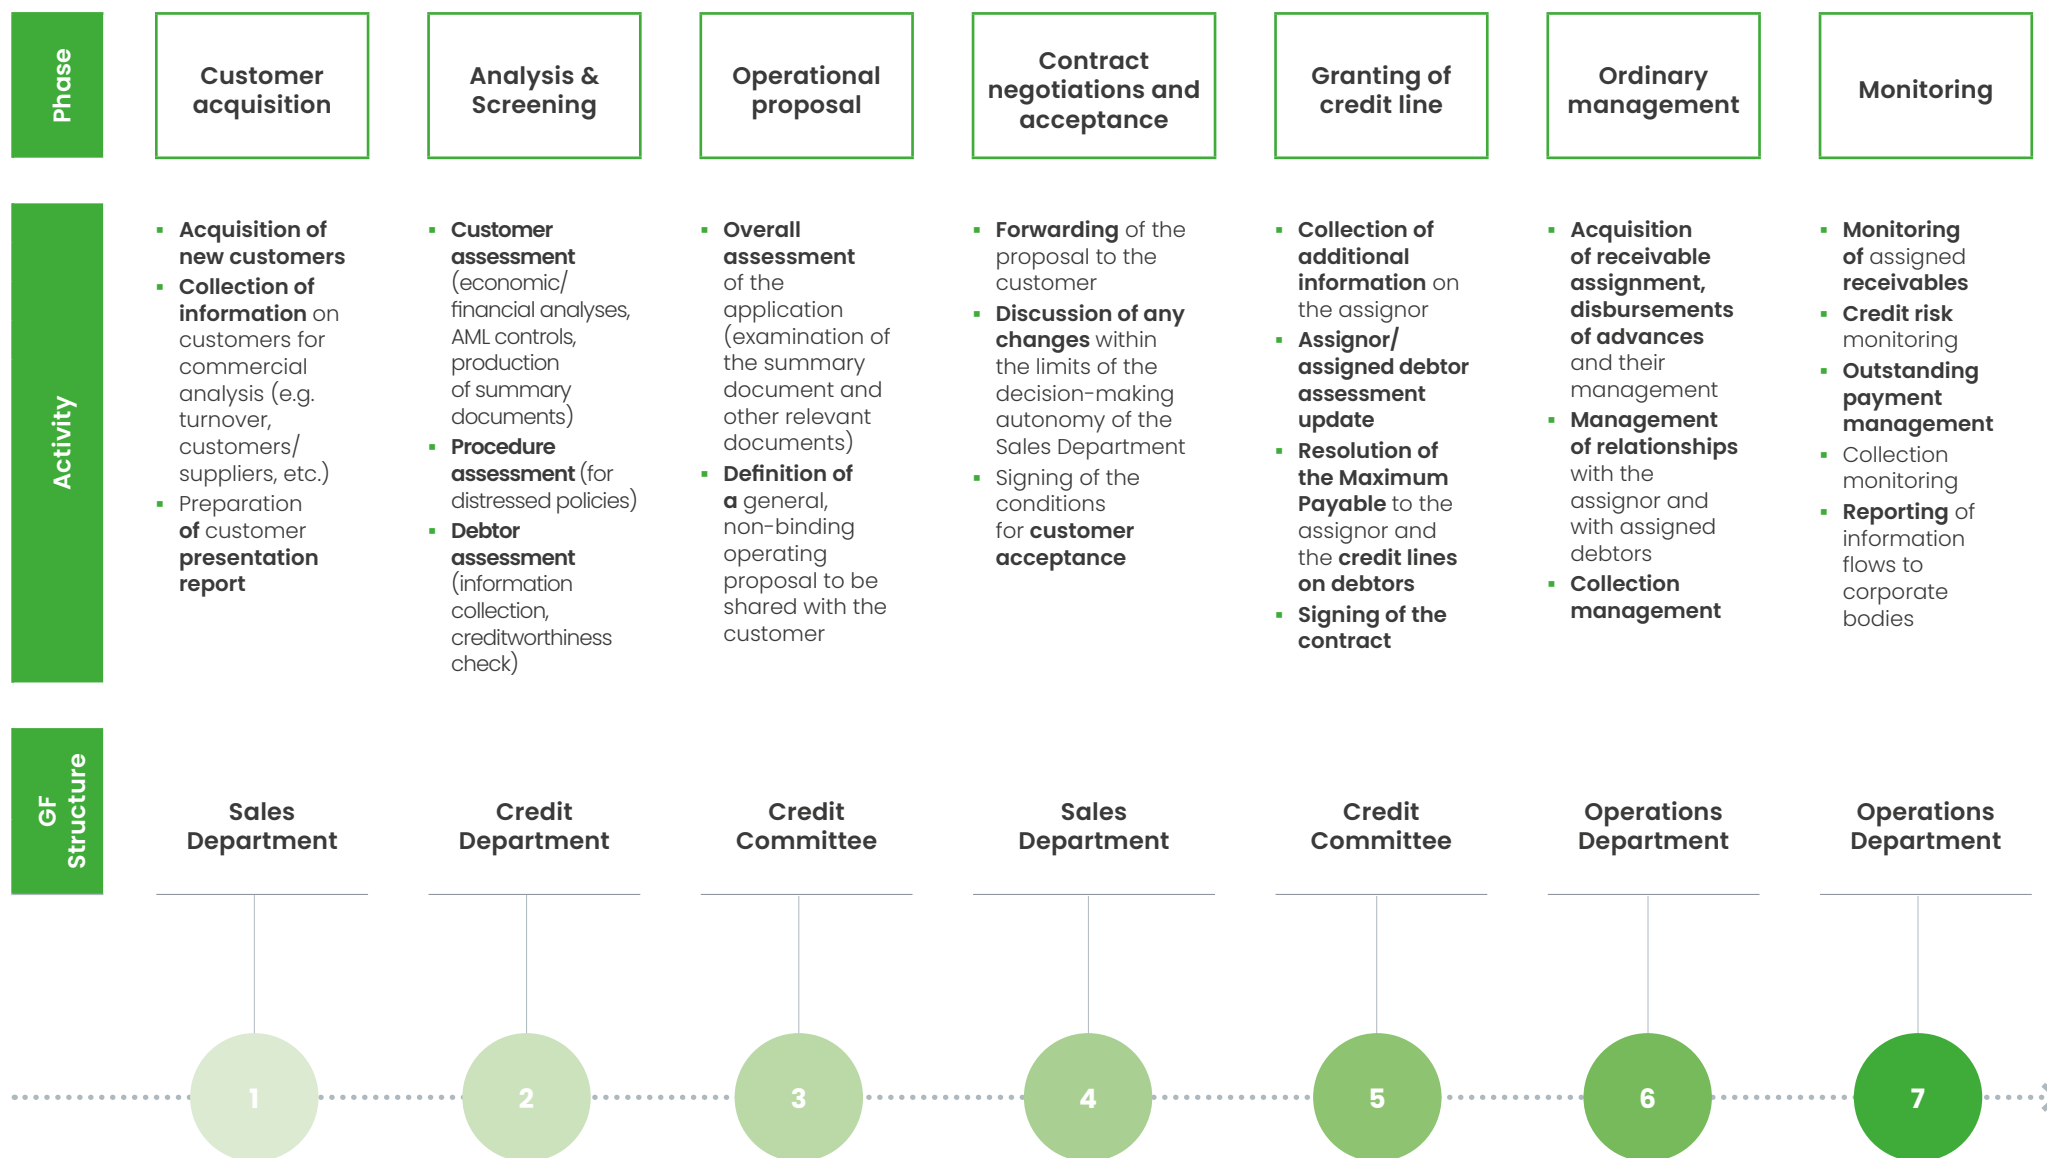 Phase
Customer
acquisition
Analysis &
Screening
Operational
proposal
Contract
negotiations and
acceptance
Granting of
credit line
Ordinary
management
Monitoring
Activity
▪ Acquisition of
new customers
▪ Collection of
information on
customers for
commercial
analysis (e.g.
turnover,
customers/
suppliers, etc.)
▪ Preparation
of customer
presentation
report
▪ Customer
assessment
(economic/
financial analyses,
AML controls,
production
of summary
documents)
▪ Procedure
assessment (for
distressed policies)
▪ Debtor
assessment
(information
collection,
creditworthiness
check)
▪ Overall
assessment
of the
application
(examination of
the summary
document and
other relevant
documents)
▪ Definition of
a general,
non-binding
operating
proposal to be
shared with the
customer
▪ Forwarding of the
proposal to the
customer
▪ Discussion of any
changes within
the limits of the
decision-making
autonomy of the
Sales Department
▪ Signing of the
conditions
for customer
acceptance
▪ Collection of
additional
information on
the assignor
▪ Assignor/
assigned debtor
assessment
update
▪ Resolution of
the Maximum
Payable to the
assignor and
the credit lines
on debtors
▪ Signing of the
contract
▪ Acquisition
of receivable
assignment,
disbursements
of advances
and their
management
▪ Management
of relationships
with the
assignor and
with assigned
debtors
▪ Collection
management
▪ Monitoring
of assigned
receivables
▪ Credit risk
monitoring
▪ Outstanding
payment
management
▪ Collection
monitoring
▪ Reporting of
information
flows to
corporate
bodies
GF
Structure
Sales
Department
Credit
Department
Credit
Committee
Sales
Department
Credit
Committee
Operations
Department
Operations
Department
1
2
3
4
5
6
7